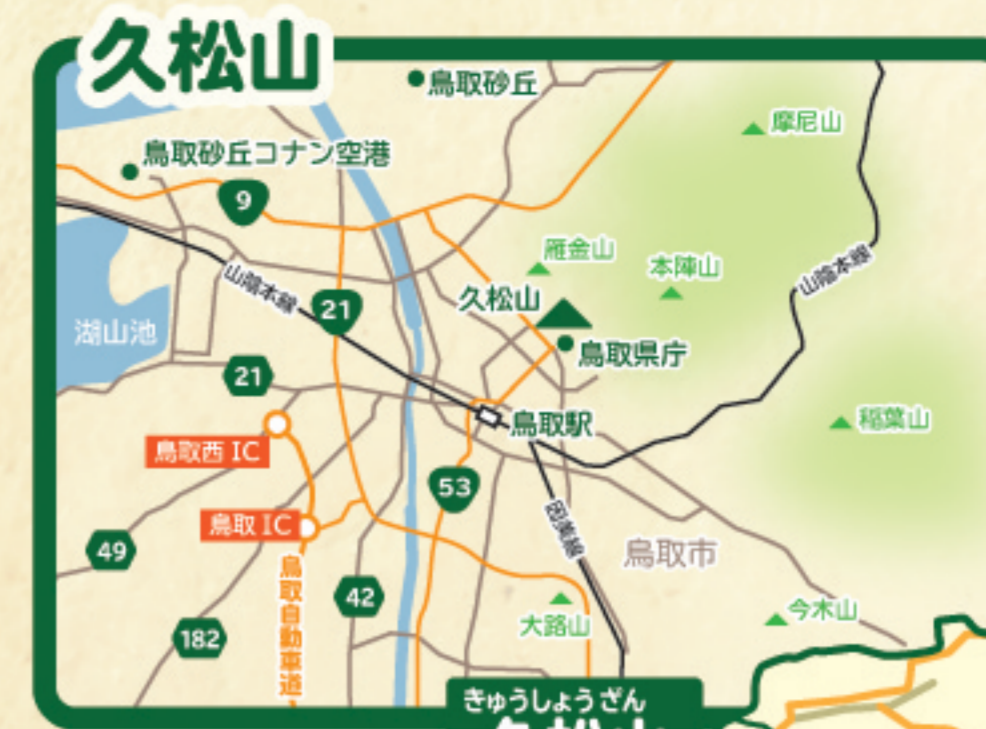 久松山
鳥取砂丘
摩尼山
鳥取砂丘コナン空港
9
雁金山
本陣山
山陰本線
山陰本線
久松山
21
湖山池
鳥取県庁
21
稲葉山
鳥取駅
鳥取西 IC
53
鳥取 IC
因美線
49
鳥取市
鳥取自動車道
42
今木山
大路山
182
きゅうしょうざん
久松山